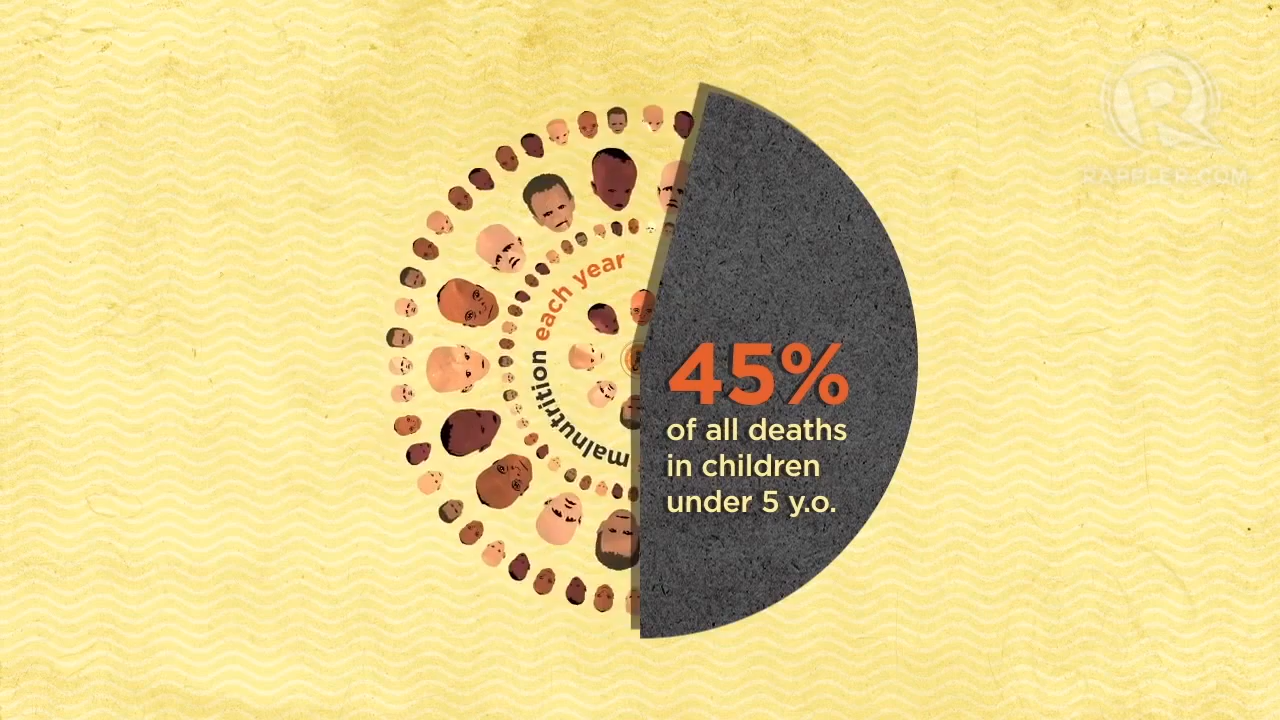 malnutrition each year
45%
of all deaths
in children
under 5 y.o.
R
RAPPLER.COM